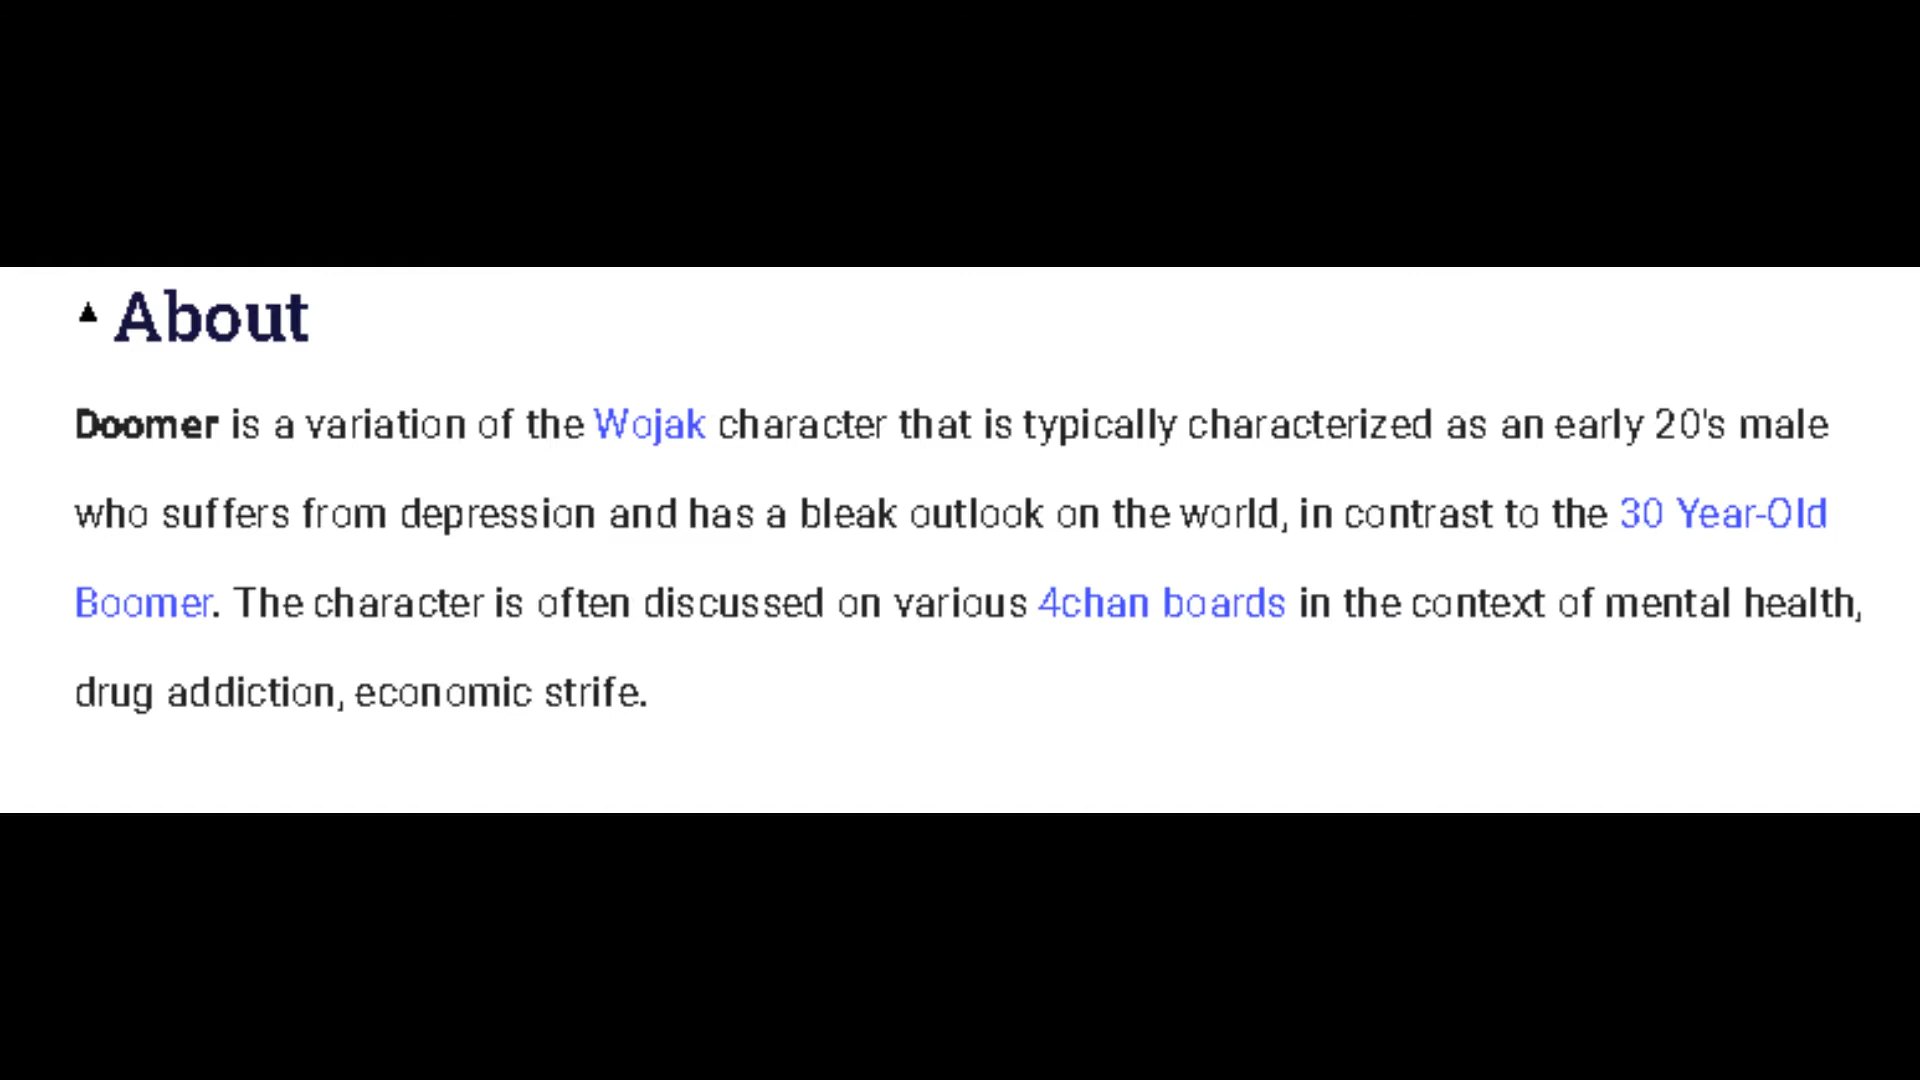 ▲ About
Doomer is a variation of the Wojak character that is typically characterized as an early 20's male
who suffers from depression and has a bleak outlook on the world, in contrast to the 30 Year-Old
Boomer. The character is often discussed on various 4chan boards in the context of mental health,
drug addiction, economic strife.